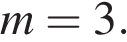 m = 3.